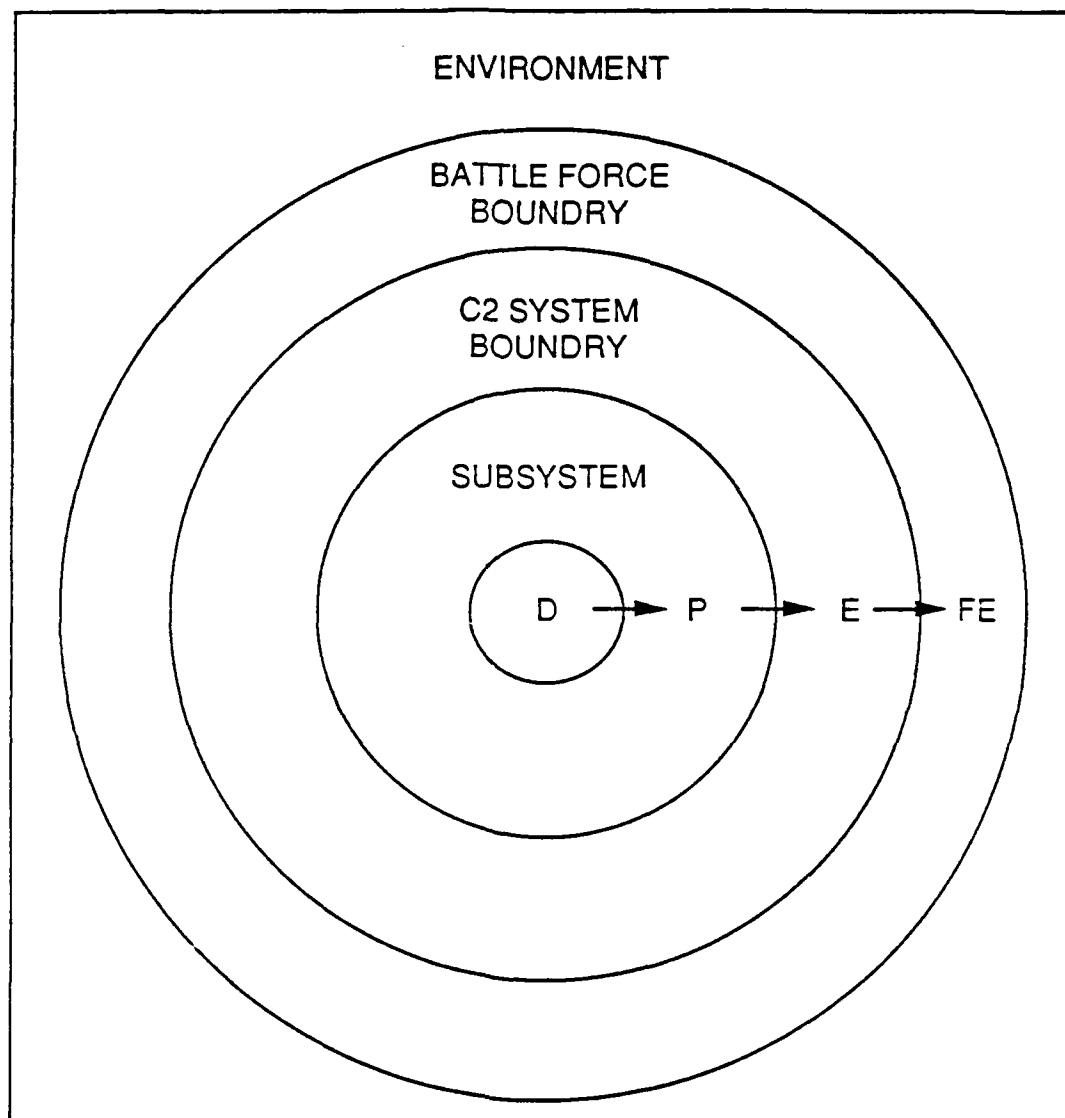 ENVIRONMENT
BATTLE FORCE
BOUNDRY
C2 SYSTEM
BOUNDRY
SUBSYSTEM
D P E FE